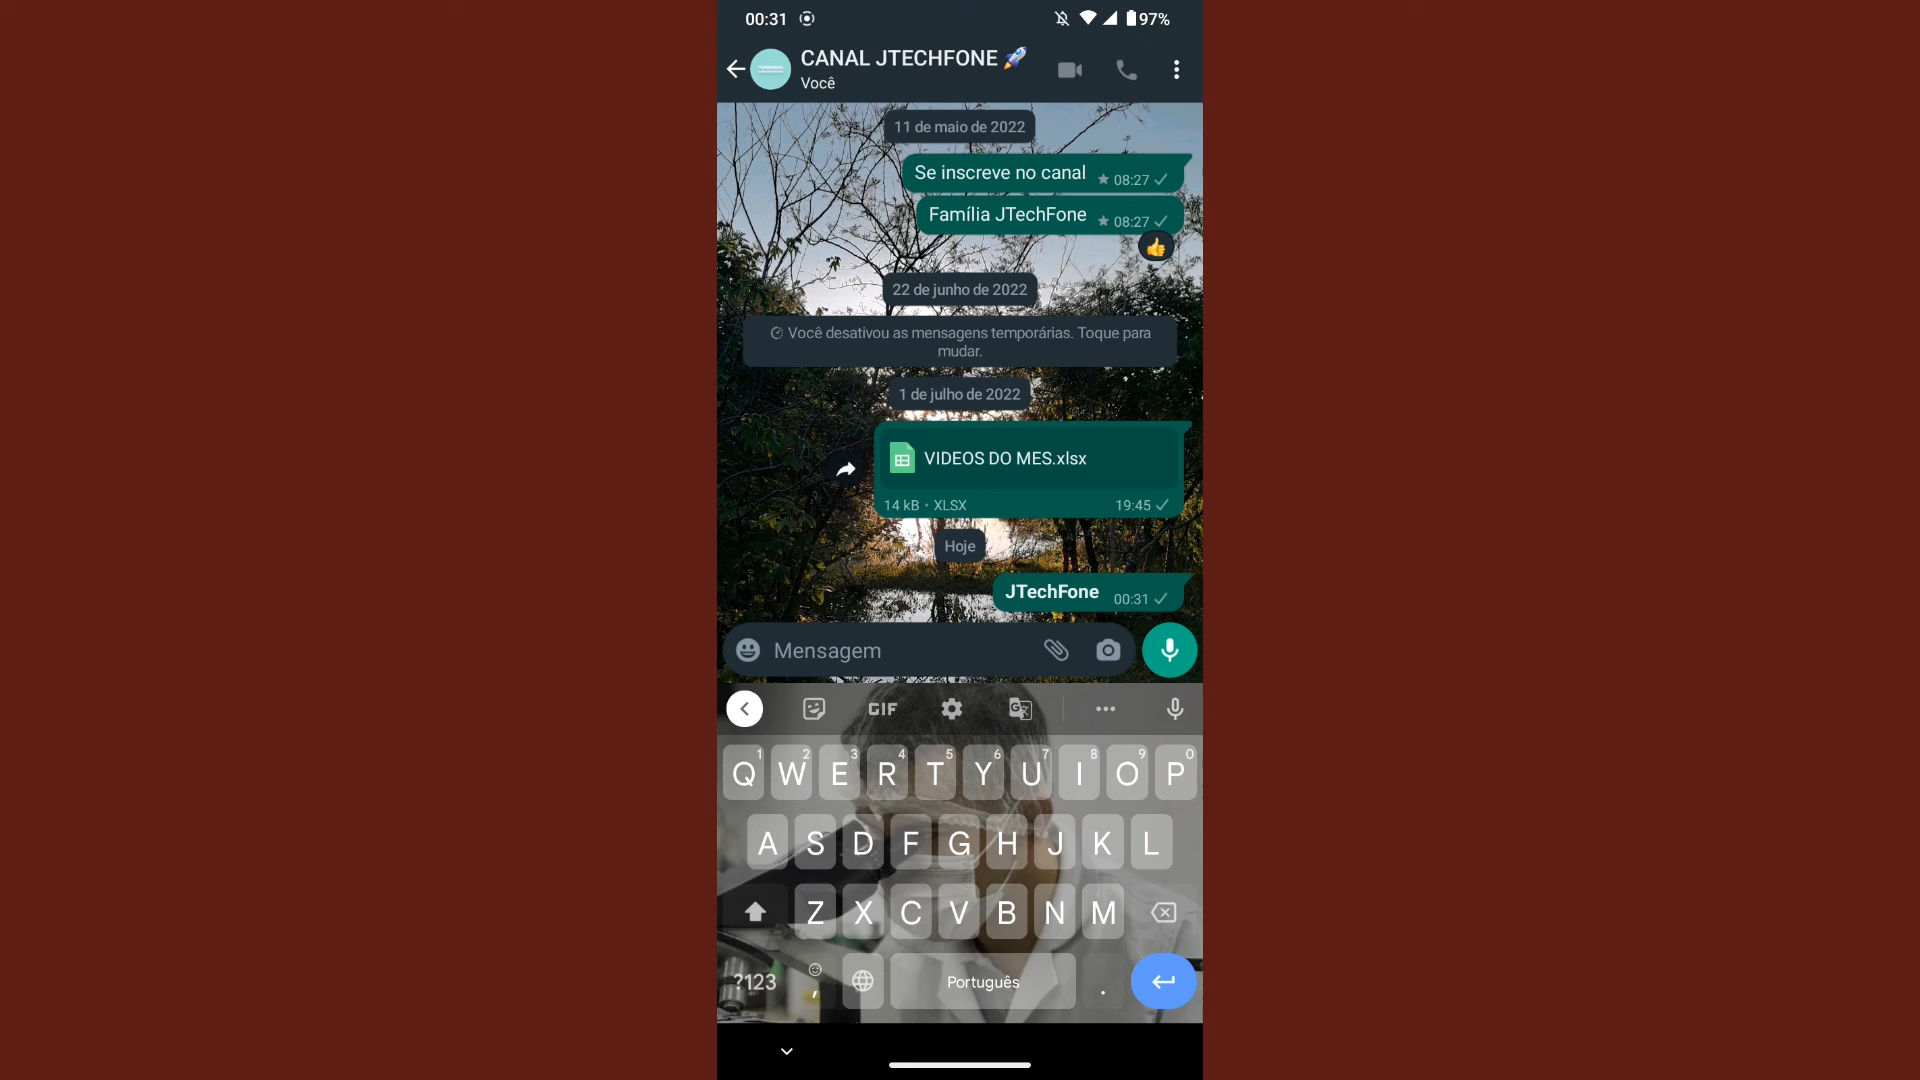 00:31 97%
CANAL JTECHFONE 🚀
Você
11 de maio de 2022
Se inscreve no canal ★ 08:27 ✓
Família JTechFone ★ 08:27 ✓
👍
22 de junho de 2022
Você desativou as mensagens temporárias. Toque para
mudar.
1 de julho de 2022
VIDEOS DO MES.xlsx
14 kB • XLSX 19:45 ✓
Hoje
JTechFone 00:31 ✓
Mensagem
GIF
1 2 3 4 5 6 7 8 9 0
Q W E R T Y U I O P
A S D F G H J K L
Z X C V B N M
?123 , Português .